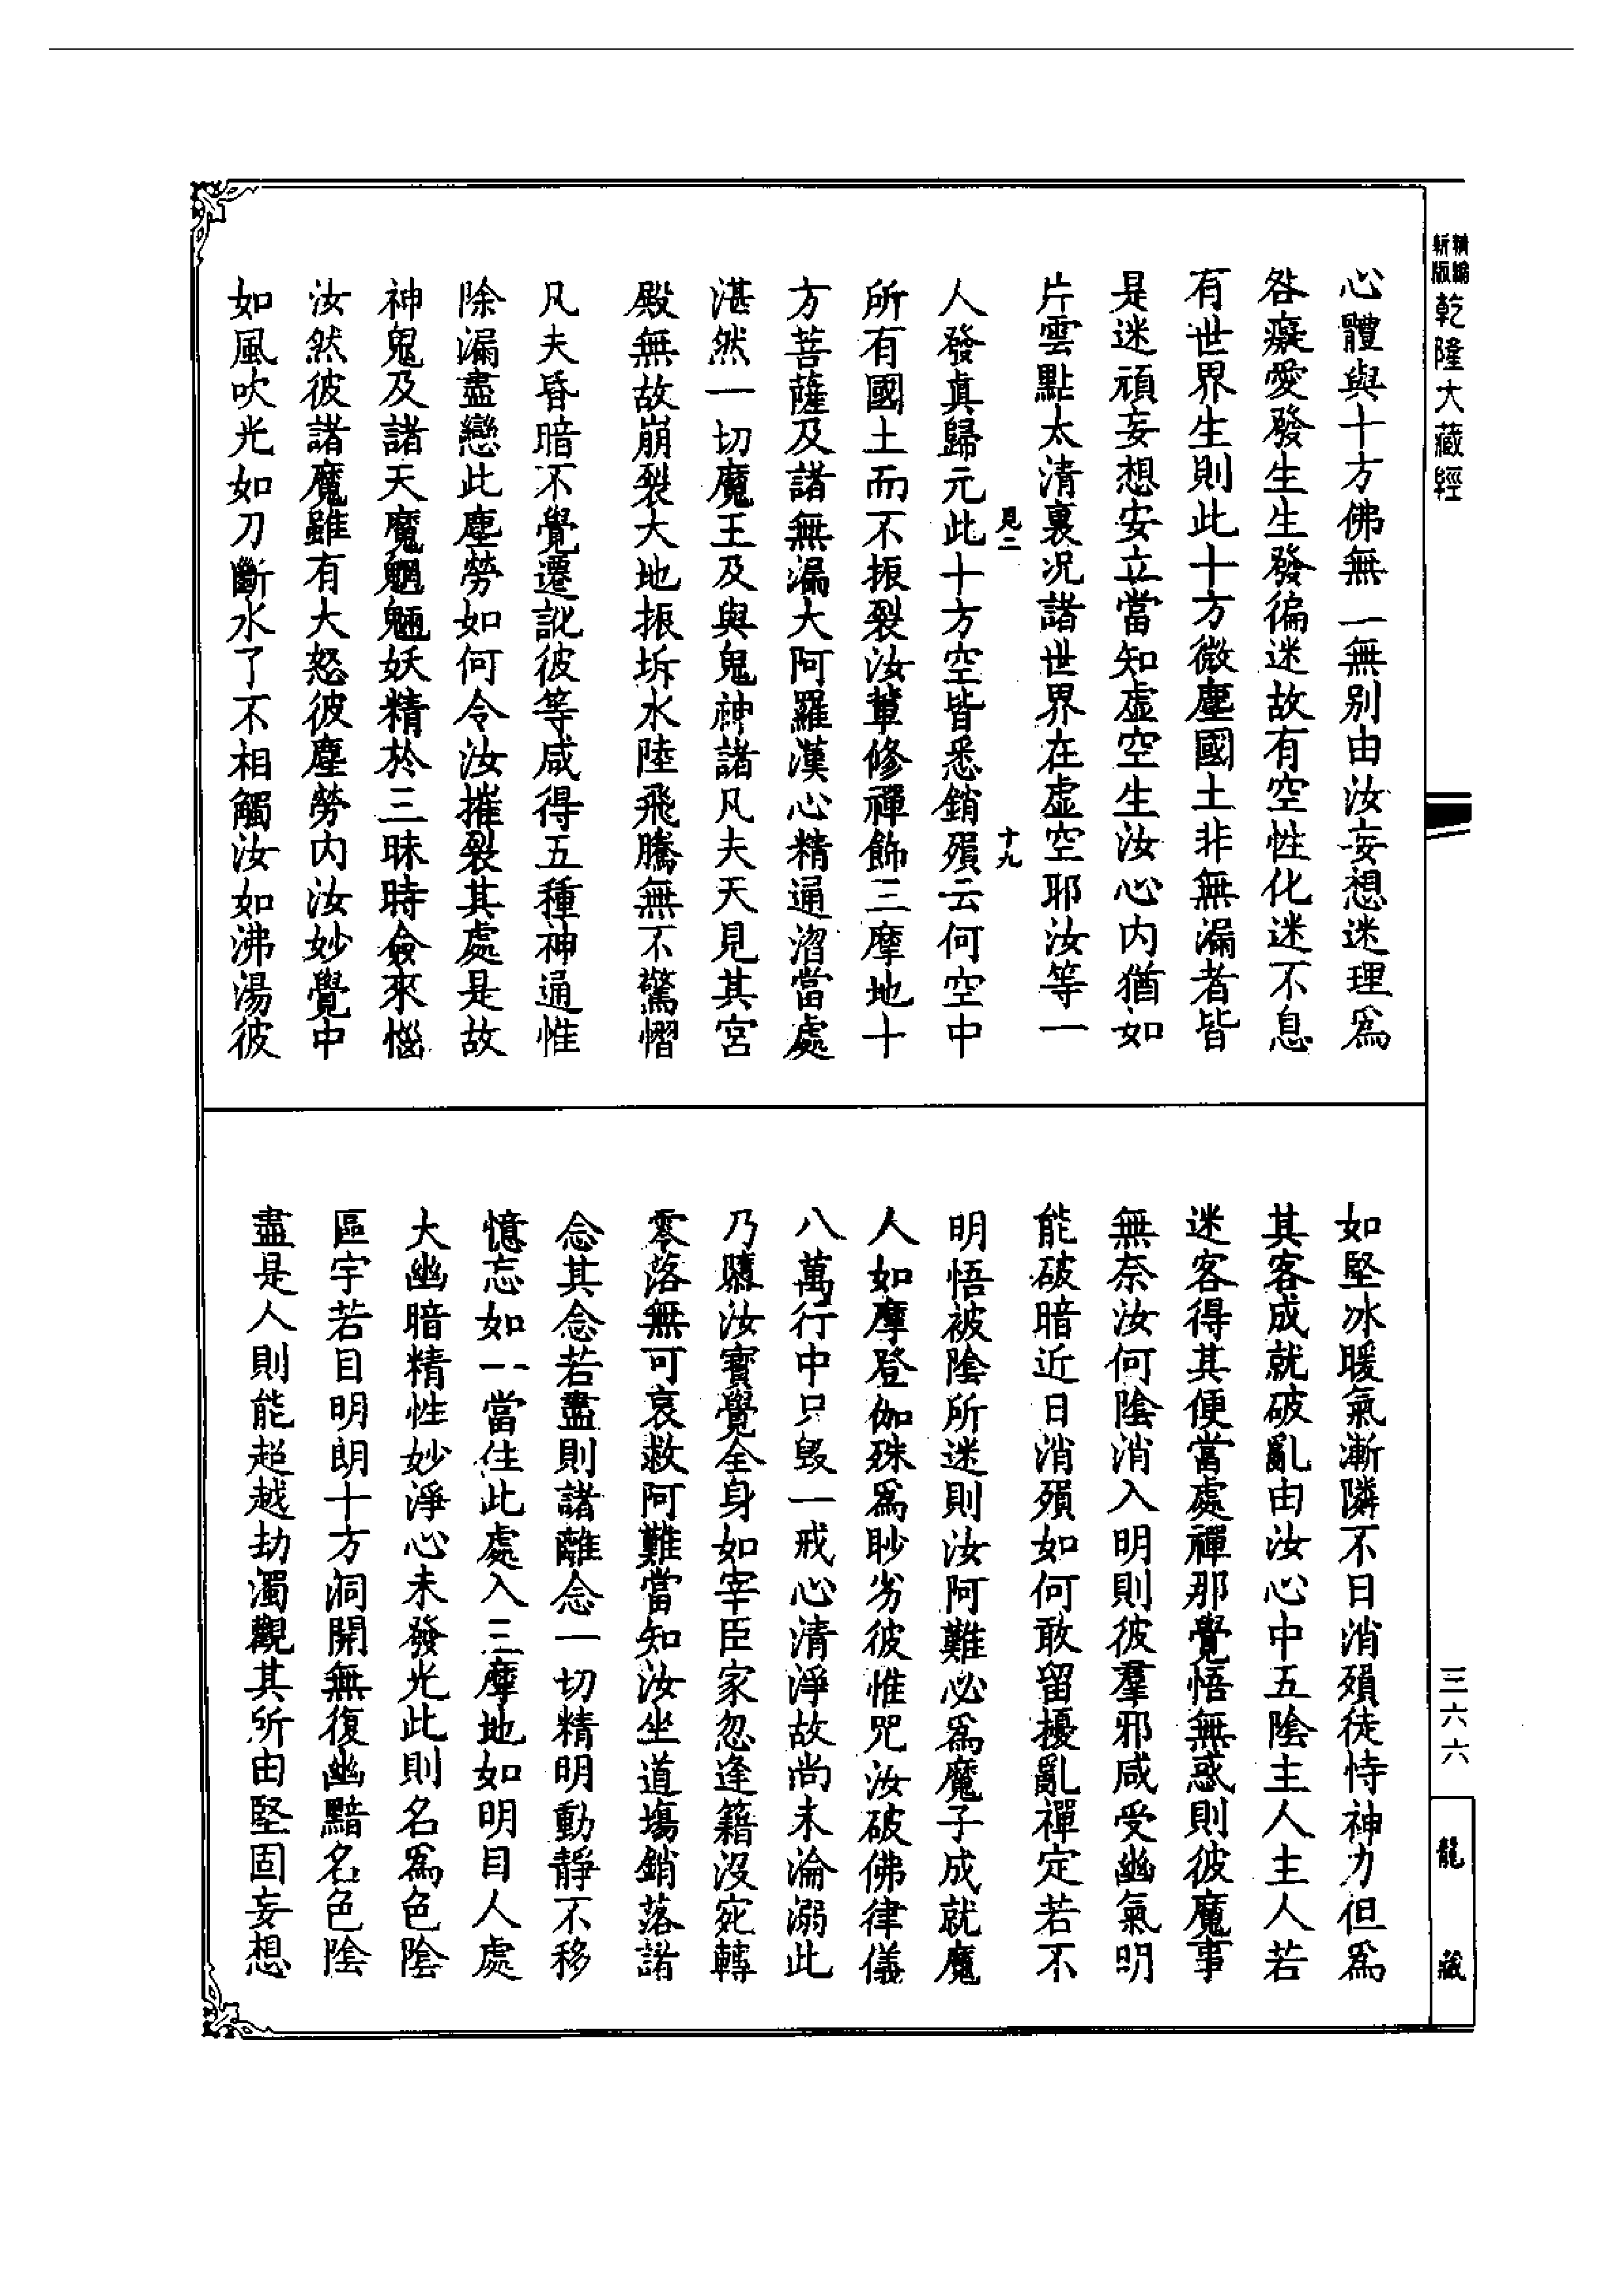 新版精編乾隆大藏經
心體與十方佛無一無別由汝妄想迷理爲
咎癡愛發生生發徧迷故有空性化迷不息
有世界生則此十方微塵國土非無漏者皆
是迷頑妄想安立當知虛空生汝心內猶如
片雲點太清裏況諸世界在虛空耶汝等一
見二 十九
人發真歸元此十方空皆悉銷殞云何空中
所有國土而不振裂汝輩修禪飾三摩地十
方菩薩及諸無漏大阿羅漢心精通㳷當處
湛然一切魔王及與鬼神諸凡夫天見其宮
殿無故崩裂大地振坼水陸飛騰無不驚慴
凡夫昏暗不覺遷訛彼等咸得五種神通惟
除漏盡戀此塵勞如何令汝摧裂其處是故
神鬼及諸天魔魍魎妖精於三昧時僉來惱
汝然彼諸魔雖有大怒彼塵勞內汝妙覺中
如風吹光如刀斷水了不相觸汝如沸湯彼
如堅冰暖氣漸隣不日消殞徒恃神力但爲
其客成就破亂由汝心中五陰主人主人若
迷客得其便當處禪那覺悟無惑則彼魔事
無奈汝何陰消入明則彼羣邪咸受幽氣明
能破暗近日消殞如何敢留擾亂禪定若不
明悟被陰所迷則汝阿難必爲魔子成就魔
人如摩登伽殊爲眇劣彼惟咒汝破佛律儀
八萬行中只毀一戒心清淨故尚未淪溺此
乃隳汝寶覺全身如宰臣家忽逢籍沒宛轉
零落無可哀救阿難當知汝坐道場銷落諸
念其念若盡則諸離念一切精明動靜不移
憶忘如一當住此處入三摩地如明目人處
大幽暗精性妙淨心未發光此則名爲色陰
區宇若目明朗十方洞開無復幽黯名色陰
盡是人則能超越劫濁觀其所由堅固妄想
三六六
龍藏